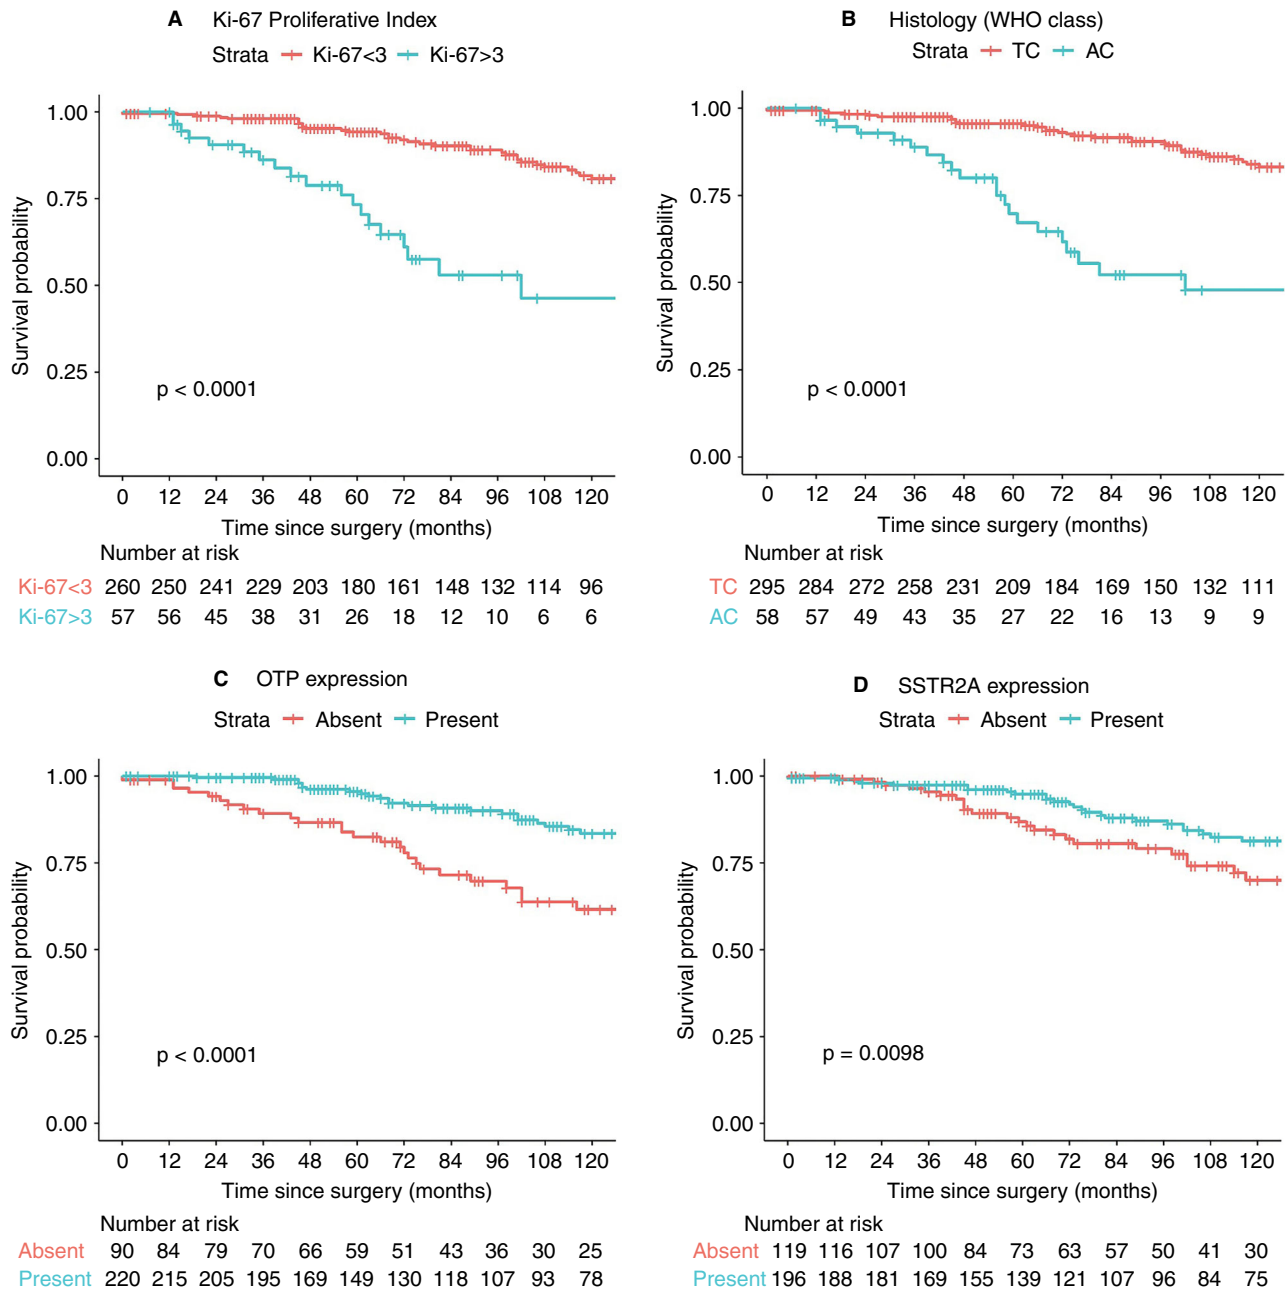 A Ki-67 Proliferative Index
Strata Ki-67<3 Ki-67>3
Survival probability
1.00
0.75
0.50
0.25
0.00
p < 0.0001
0 12 24 36 48 60 72 84 96 108 120
Time since surgery (months)
Number at risk
Ki-67<3 260 250 241 229 203 180 161 148 132 114 96
Ki-67>3 57 56 45 38 31 26 18 12 10 6 6
B Histology (WHO class)
Strata TC AC
Survival probability
1.00
0.75
0.50
0.25
0.00
p < 0.0001
0 12 24 36 48 60 72 84 96 108 120
Time since surgery (months)
Number at risk
TC 295 284 272 258 231 209 184 169 150 132 111
AC 58 57 49 43 35 27 22 16 13 9 9
C OTP expression
Strata Absent Present
Survival probability
1.00
0.75
0.50
0.25
0.00
p < 0.0001
0 12 24 36 48 60 72 84 96 108 120
Time since surgery (months)
Number at risk
Absent 90 84 79 70 66 59 51 43 36 30 25
Present 220 215 205 195 169 149 130 118 107 93 78
D SSTR2A expression
Strata Absent Present
Survival probability
1.00
0.75
0.50
0.25
0.00
p = 0.0098
0 12 24 36 48 60 72 84 96 108 120
Time since surgery (months)
Number at risk
Absent 119 116 107 100 84 73 63 57 50 41 30
Present 196 188 181 169 155 139 121 107 96 84 75